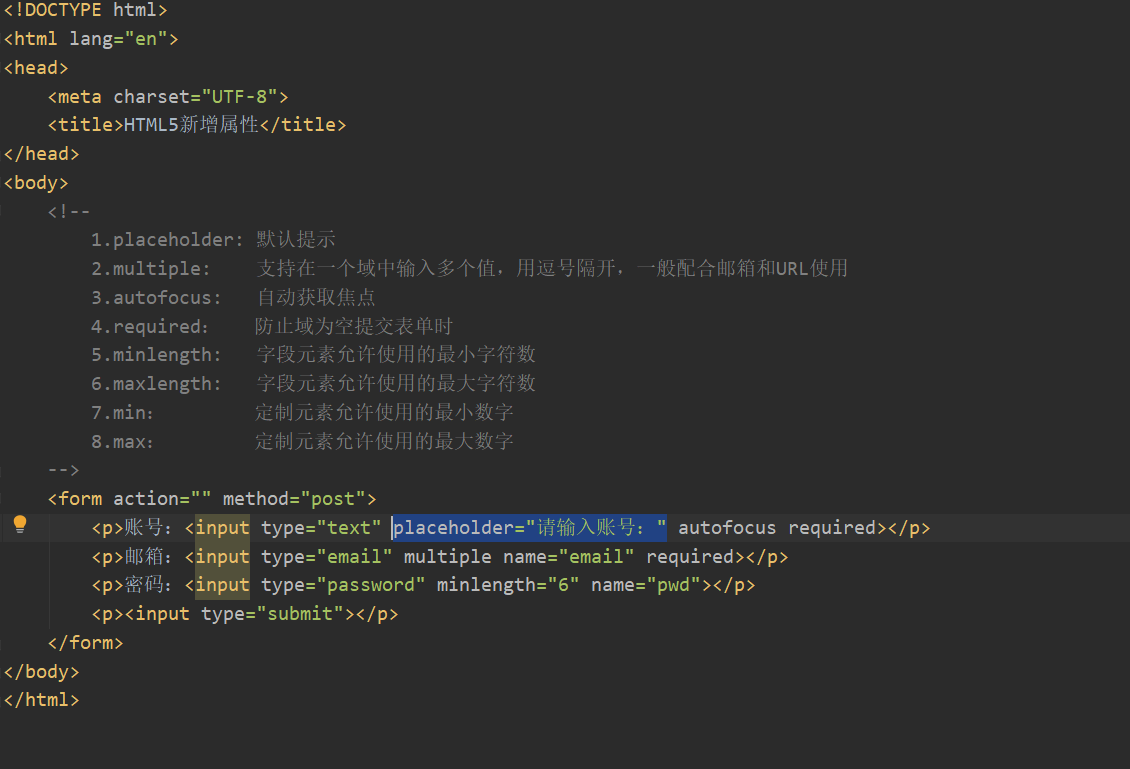 <!DOCTYPE html>
<html lang="en">
<head>
    <meta charset="UTF-8">
    <title>HTML5新增属性</title>
</head>
<body>
    <!--
        1.placeholder: 默认提示
        2.multiple:    支持在一个域中输入多个值，用逗号隔开，一般配合邮箱和URL使用
        3.autofocus:   自动获取焦点
        4.required：   防止域为空提交表单时
        5.minlength:   字段元素允许使用的最小字符数
        6.maxlength:   字段元素允许使用的最大字符数
        7.min：        定制元素允许使用的最小数字
        8.max：        定制元素允许使用的最大数字
    -->
    <form action="" method="post">
        <p>账号：<input type="text" placeholder="请输入账号：" autofocus required></p>
        <p>邮箱：<input type="email" multiple name="email" required></p>
        <p>密码：<input type="password" minlength="6" name="pwd"></p>
        <p><input type="submit"></p>
    </form>
</body>
</html>